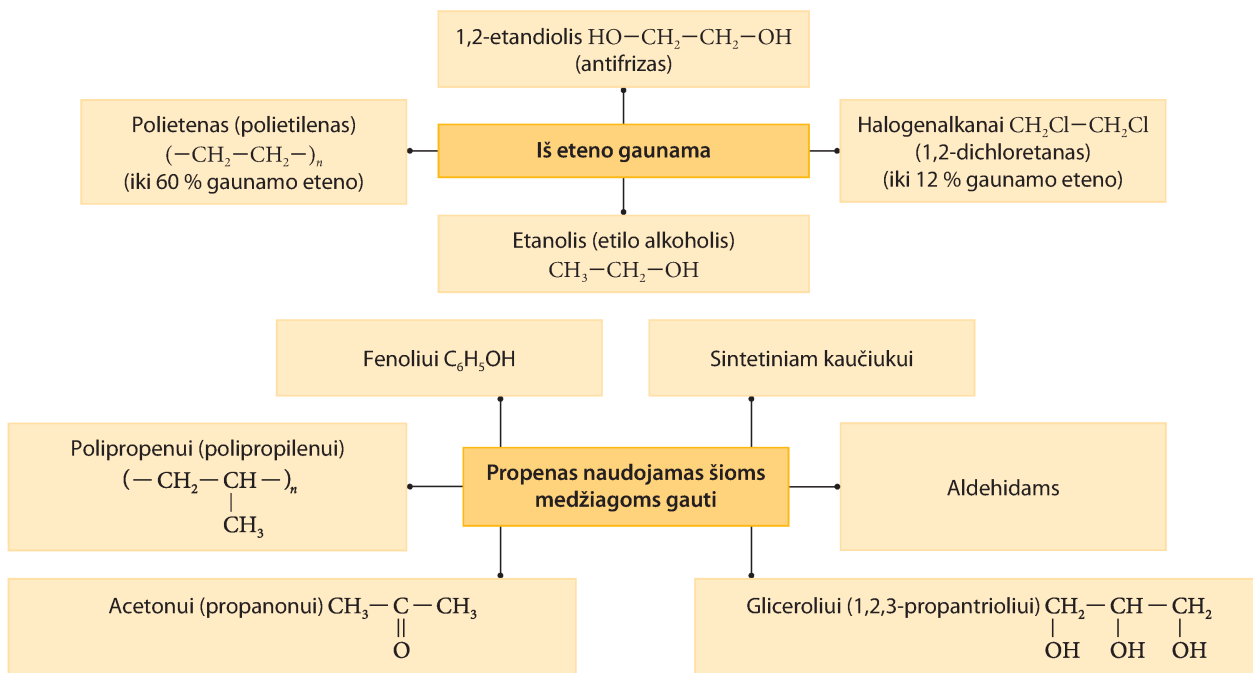 1,2-etandiolis HO—CH₂—CH₂—OH
(antifrizas)
Polietenas (polietilenas)
(—CH₂—CH₂—)ₙ
(iki 60 % gaunamo eteno)
Iš eteno gaunama
Halogenalkanai CH₂Cl—CH₂Cl
(1,2-dichloretanas)
(iki 12 % gaunamo eteno)
Etanolis (etilo alkoholis)
CH₃—CH₂—OH
Fenoliui C₆H₅OH
Sintetiniam kaučiukui
Polipropenui (polipropilenui)
(— CH₂— CH —)ₙ
|
CH₃
Propenas naudojamas šioms
medžiagoms gauti
Aldehidams
Acetonui (propanonui) CH₃— C — CH₃
||
O
Gliceroliui (1,2,3-propantrioliui) CH₂ — CH — CH₂
| | |
OH OH OH